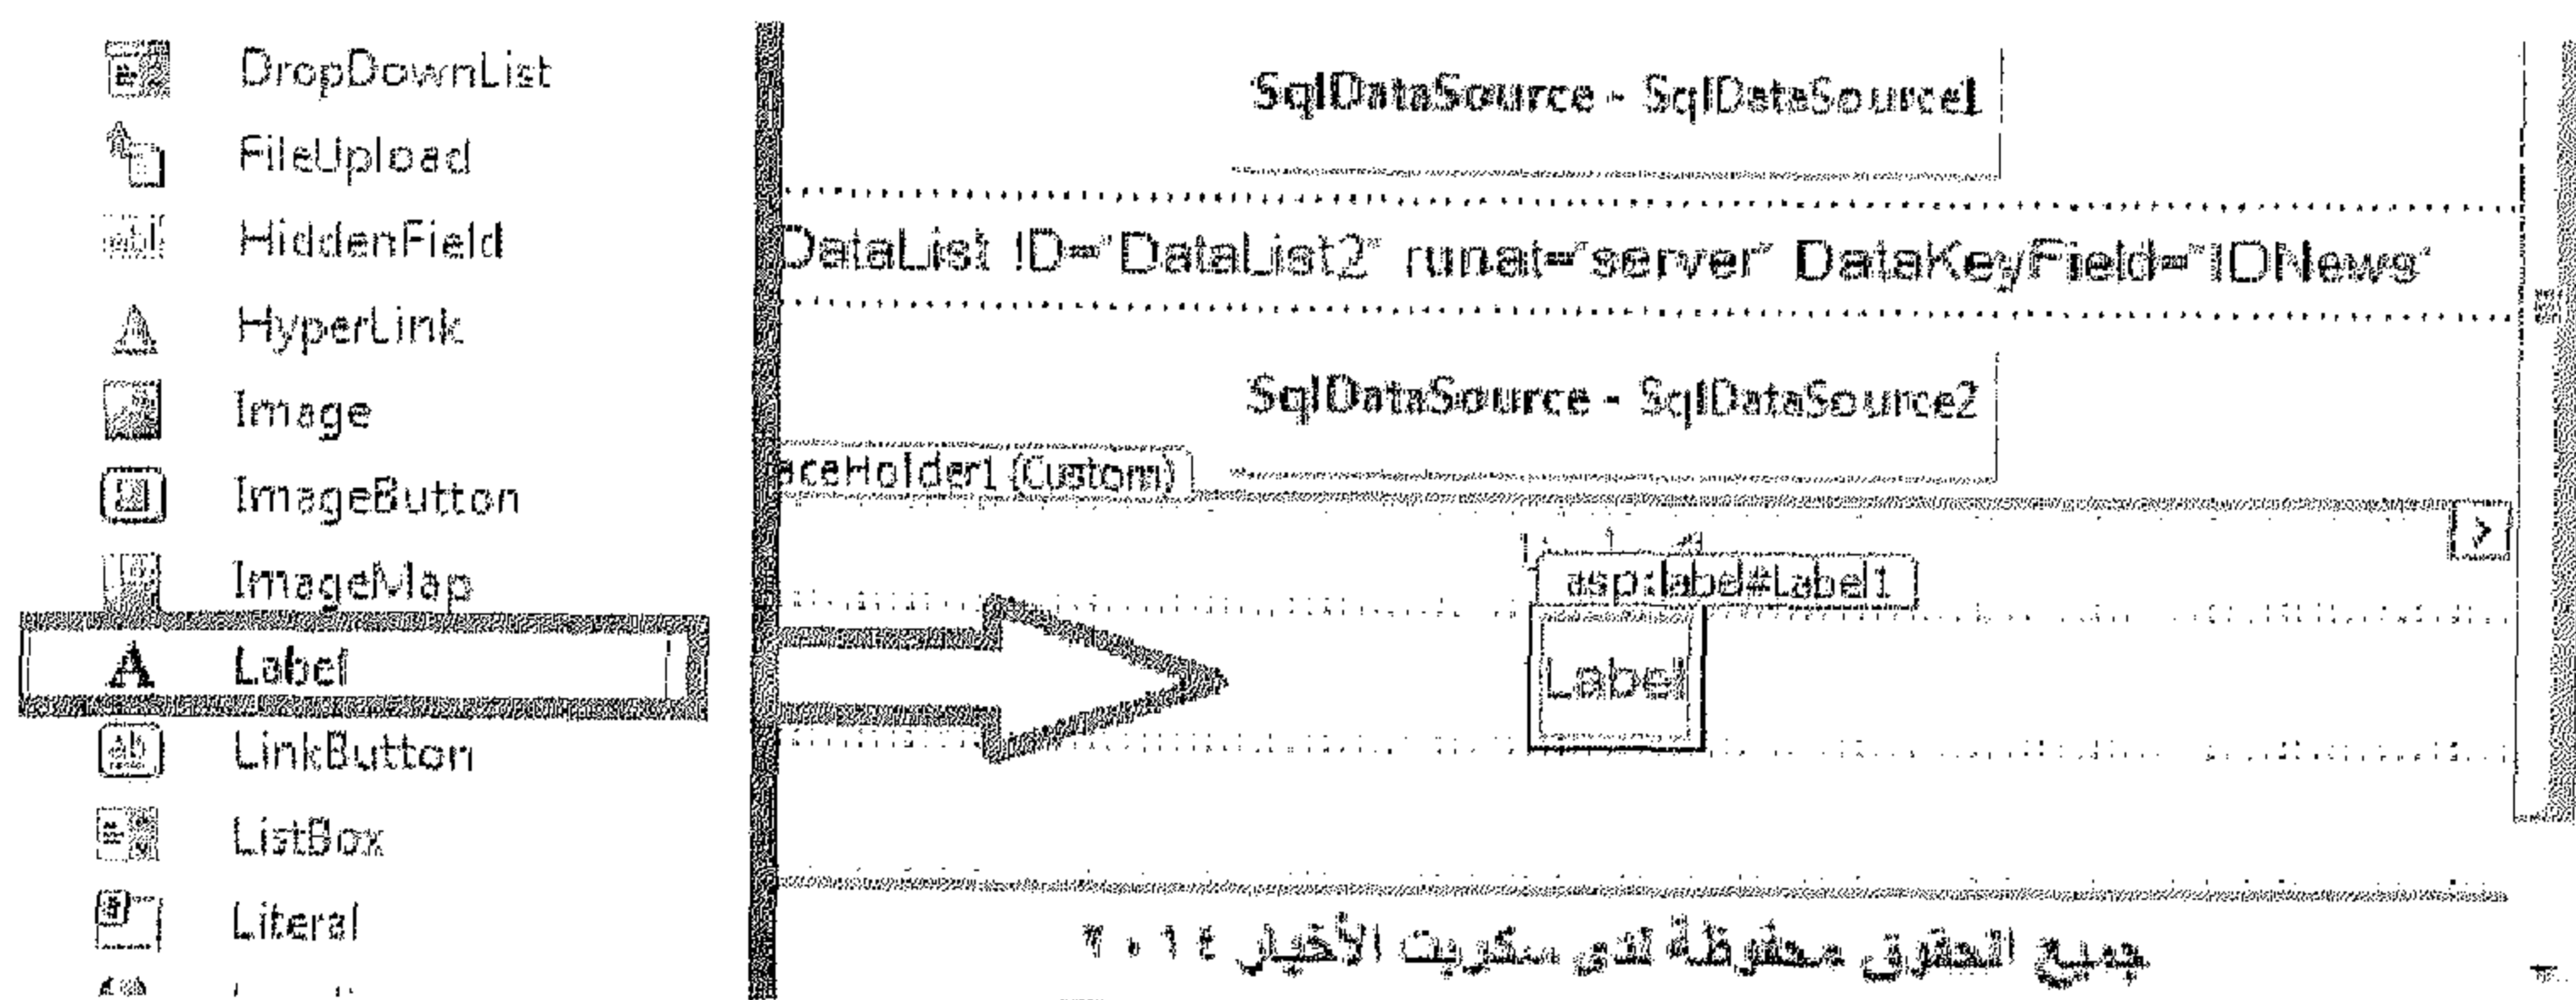 DropDownList
FileUpload
HiddenField
HyperLink
Image
ImageButton
ImageMap
Label
LinkButton
ListBox
Literal
SqlDataSource - SqlDataSource1
DataList ID="DataList2" runat="server" DataKeyField="IDNews"
SqlDataSource - SqlDataSource2
aceHolder1 (Custom)
asp:label#Label1
Label
جميع الحقوق محفوظة لدى سكربت الأخبار ٢٠١٤